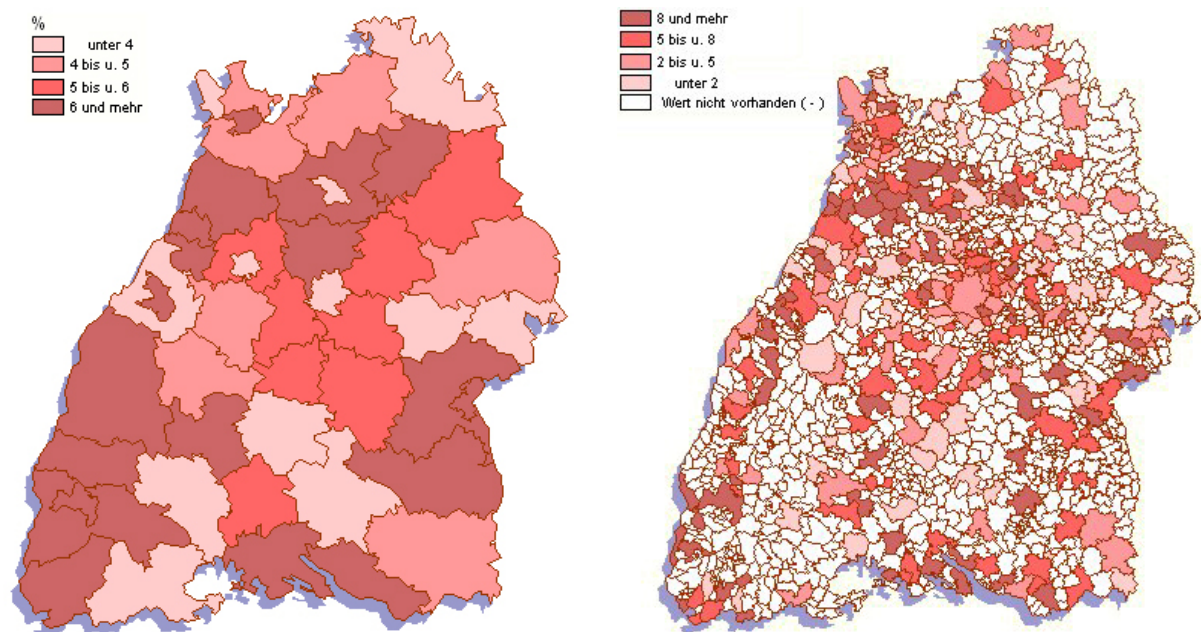 %
unter 4
4 bis u. 5
5 bis u. 6
6 und mehr
8 und mehr
5 bis u. 8
2 bis u. 5
unter 2
Wert nicht vorhanden ( - )